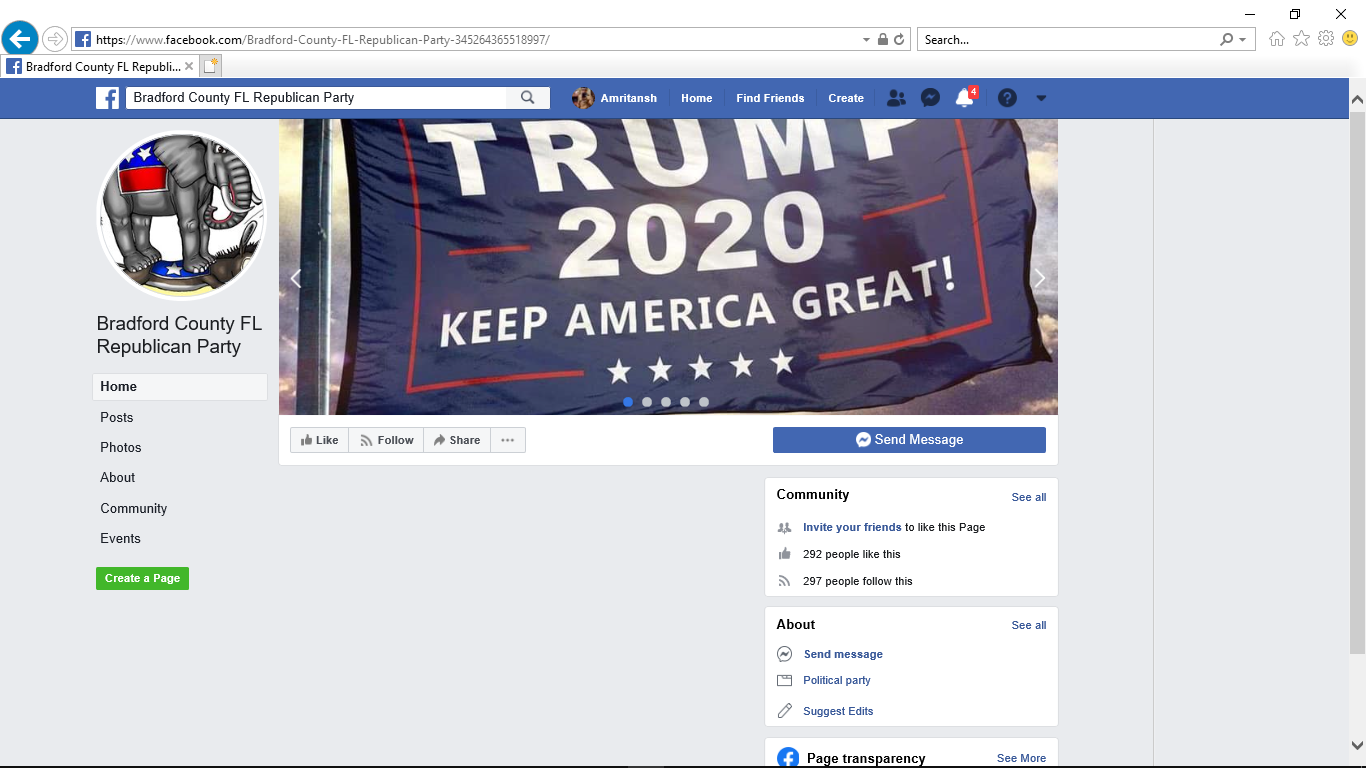 https://www.facebook.com/Bradford-County-FL-Republican-Party-345264365518997/
Search...
Bradford County FL Republi...
Bradford County FL Republican Party
Amritansh
Home
Find Friends
Create
4
TRUMP
2020
KEEP AMERICA GREAT!
Bradford County FL
Republican Party
Home
Posts
Photos
About
Community
Events
Create a Page
Like
Follow
Share
Send Message
Community
See all
Invite your friends to like this Page
292 people like this
297 people follow this
About
See all
Send message
Political party
Suggest Edits
Page transparency
See More